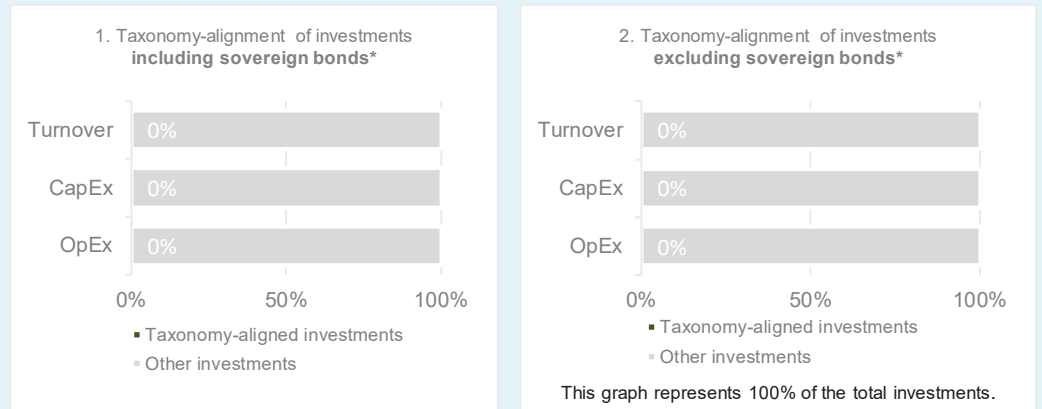 1. Taxonomy-alignment of investments
including sovereign bonds*
Turnover 0%
CapEx 0%
OpEx 0%
0% 50% 100%
Taxonomy-aligned investments
Other investments
2. Taxonomy-alignment of investments
excluding sovereign bonds*
Turnover 0%
CapEx 0%
OpEx 0%
0% 50% 100%
Taxonomy-aligned investments
Other investments
This graph represents 100% of the total investments.